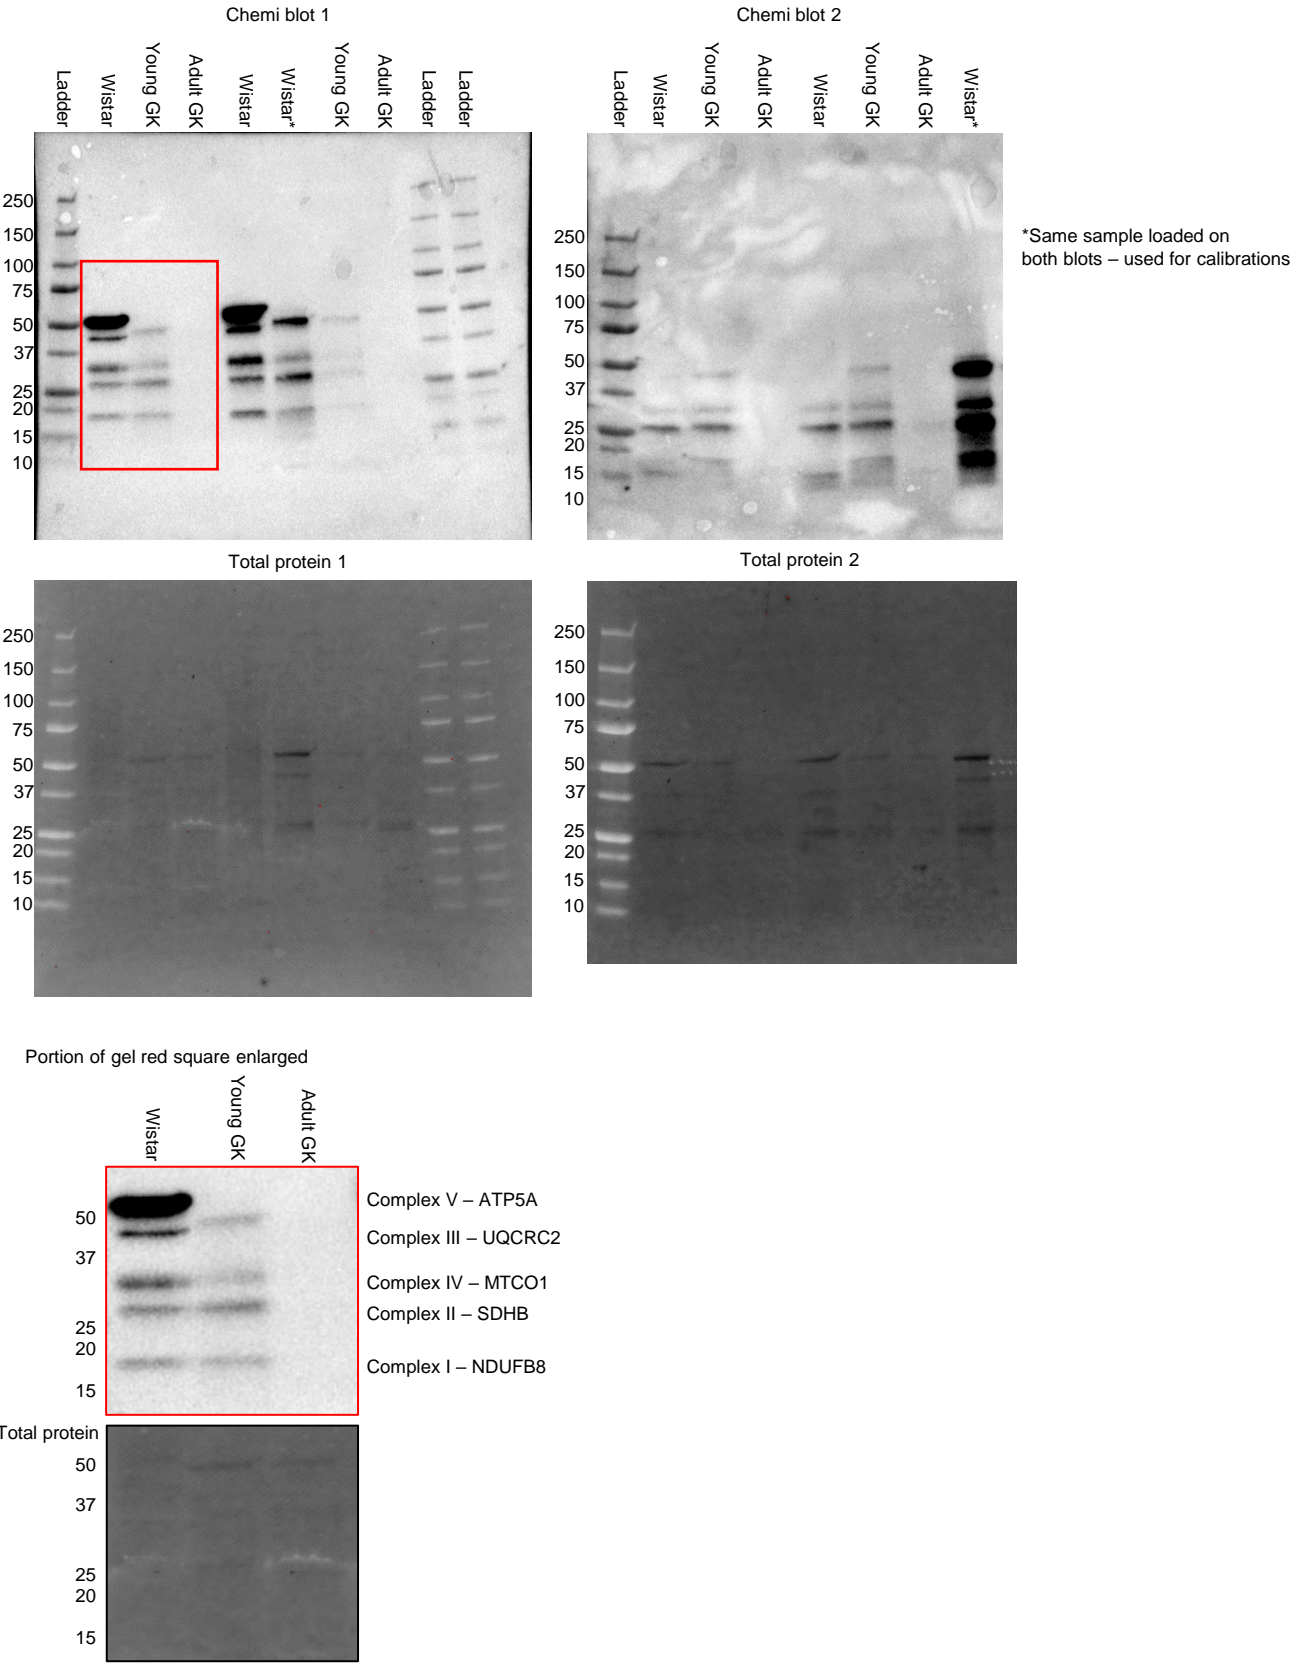 Chemi blot 1
Ladder
Wistar
Young GK
Adult GK
Wistar
Wistar*
Young GK
Adult GK
Ladder
Ladder
250
150
100
75
50
37
25
20
15
10
Chemi blot 2
Ladder
Wistar
Young GK
Adult GK
Wistar
Young GK
Adult GK
Wistar*
250
150
100
75
50
37
25
20
15
10
*Same sample loaded on
both blots – used for calibrations
Total protein 1
250
150
100
75
50
37
25
20
15
10
Total protein 2
250
150
100
75
50
37
25
20
15
10
Portion of gel red square enlarged
Wistar
Young GK
Adult GK
50
37
25
20
15
Complex V – ATP5A
Complex III – UQCRC2
Complex IV – MTCO1
Complex II – SDHB
Complex I – NDUFB8
Total protein
50
37
25
20
15